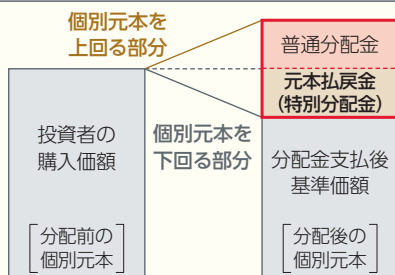 個別元本を
上回る部分
普通分配金
元本払戻金
(特別分配金)
投資者の
購入価額
個別元本を
下回る部分
分配金支払後
基準価額
[分配前の
個別元本]
[分配後の
個別元本]